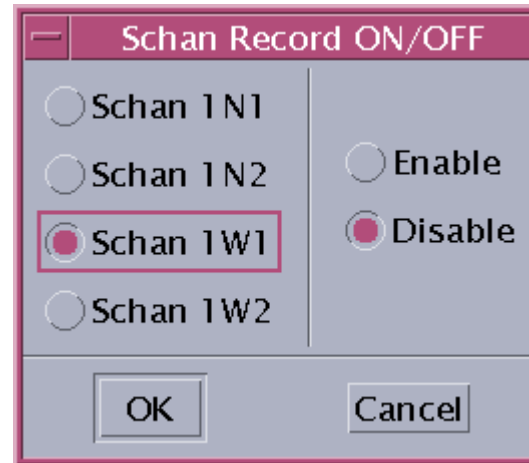 Schan Record ON/OFF
Schan 1N1
Schan 1N2
Schan 1W1
Schan 1W2
Enable
Disable
OK
Cancel